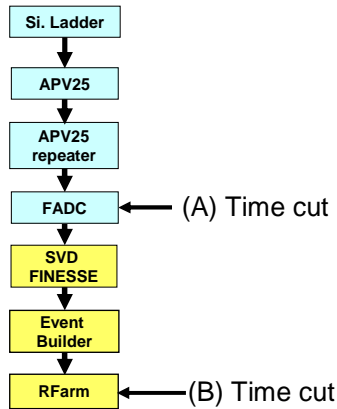 Si. Ladder
APV25
APV25
repeater
FADC
(A) Time cut
SVD
FINESSE
Event
Builder
RFarm
(B) Time cut